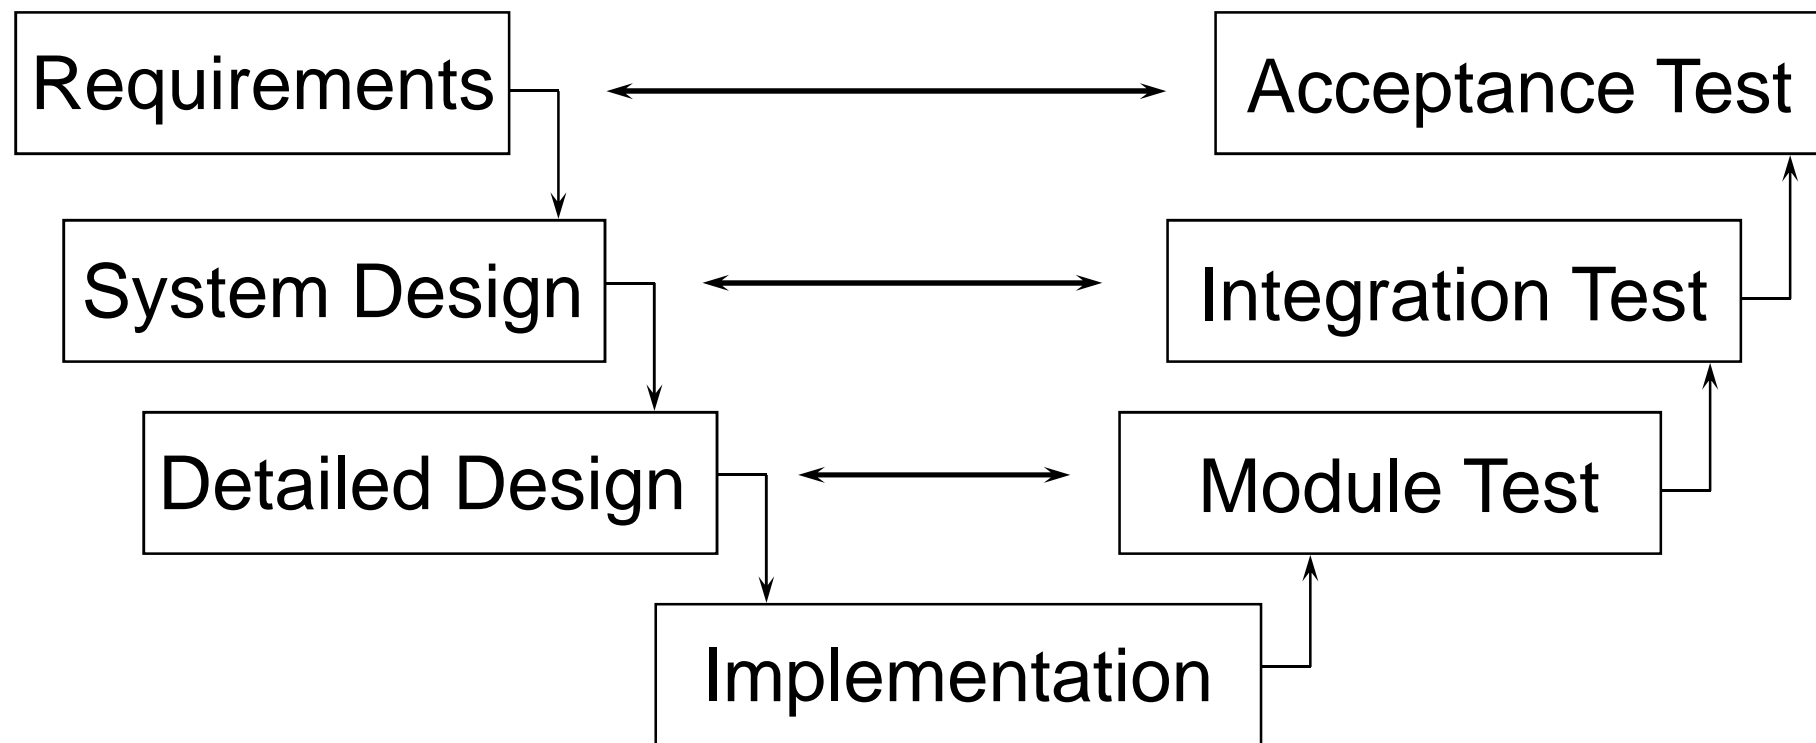 Requirements
Acceptance Test
System Design
Integration Test
Detailed Design
Module Test
Implementation